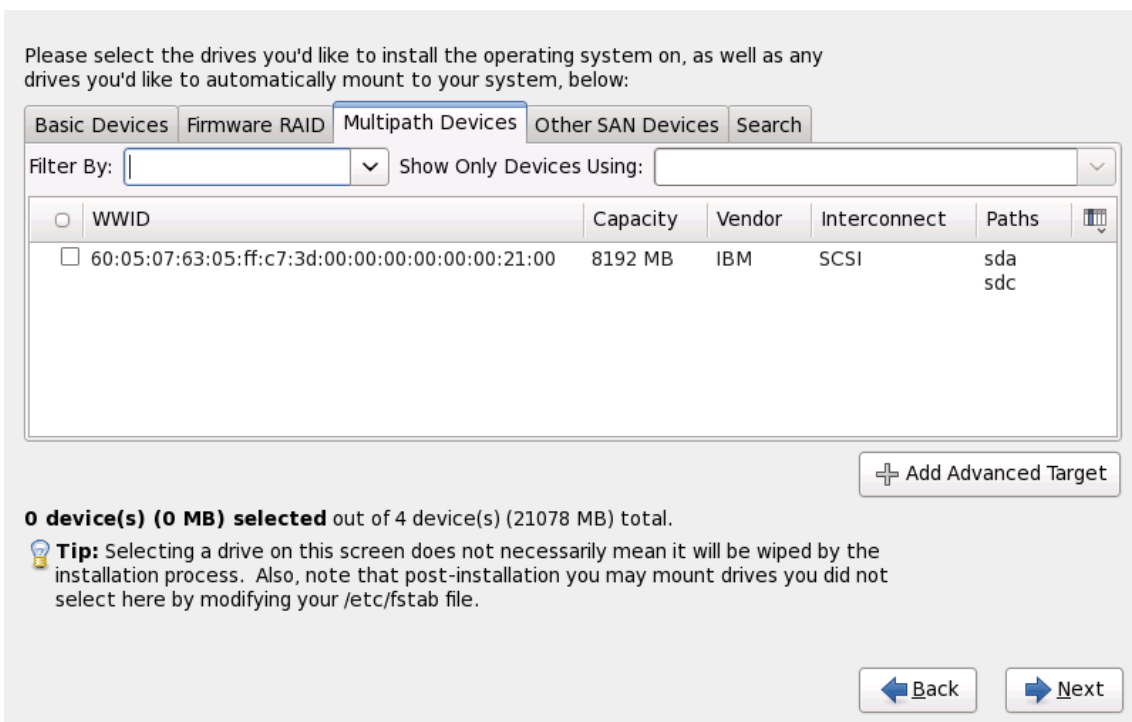 Please select the drives you'd like to install the operating system on, as well as any
drives you'd like to automatically mount to your system, below:
Basic Devices Firmware RAID Multipath Devices Other SAN Devices Search
Filter By: Show Only Devices Using:
WWID Capacity Vendor Interconnect Paths
60:05:07:63:05:ff:c7:3d:00:00:00:00:00:00:21:00 8192 MB IBM SCSI sda
sdc
Add Advanced Target
0 device(s) (0 MB) selected out of 4 device(s) (21078 MB) total.
Tip: Selecting a drive on this screen does not necessarily mean it will be wiped by the
installation process. Also, note that post-installation you may mount drives you did not
select here by modifying your /etc/fstab file.
Back Next